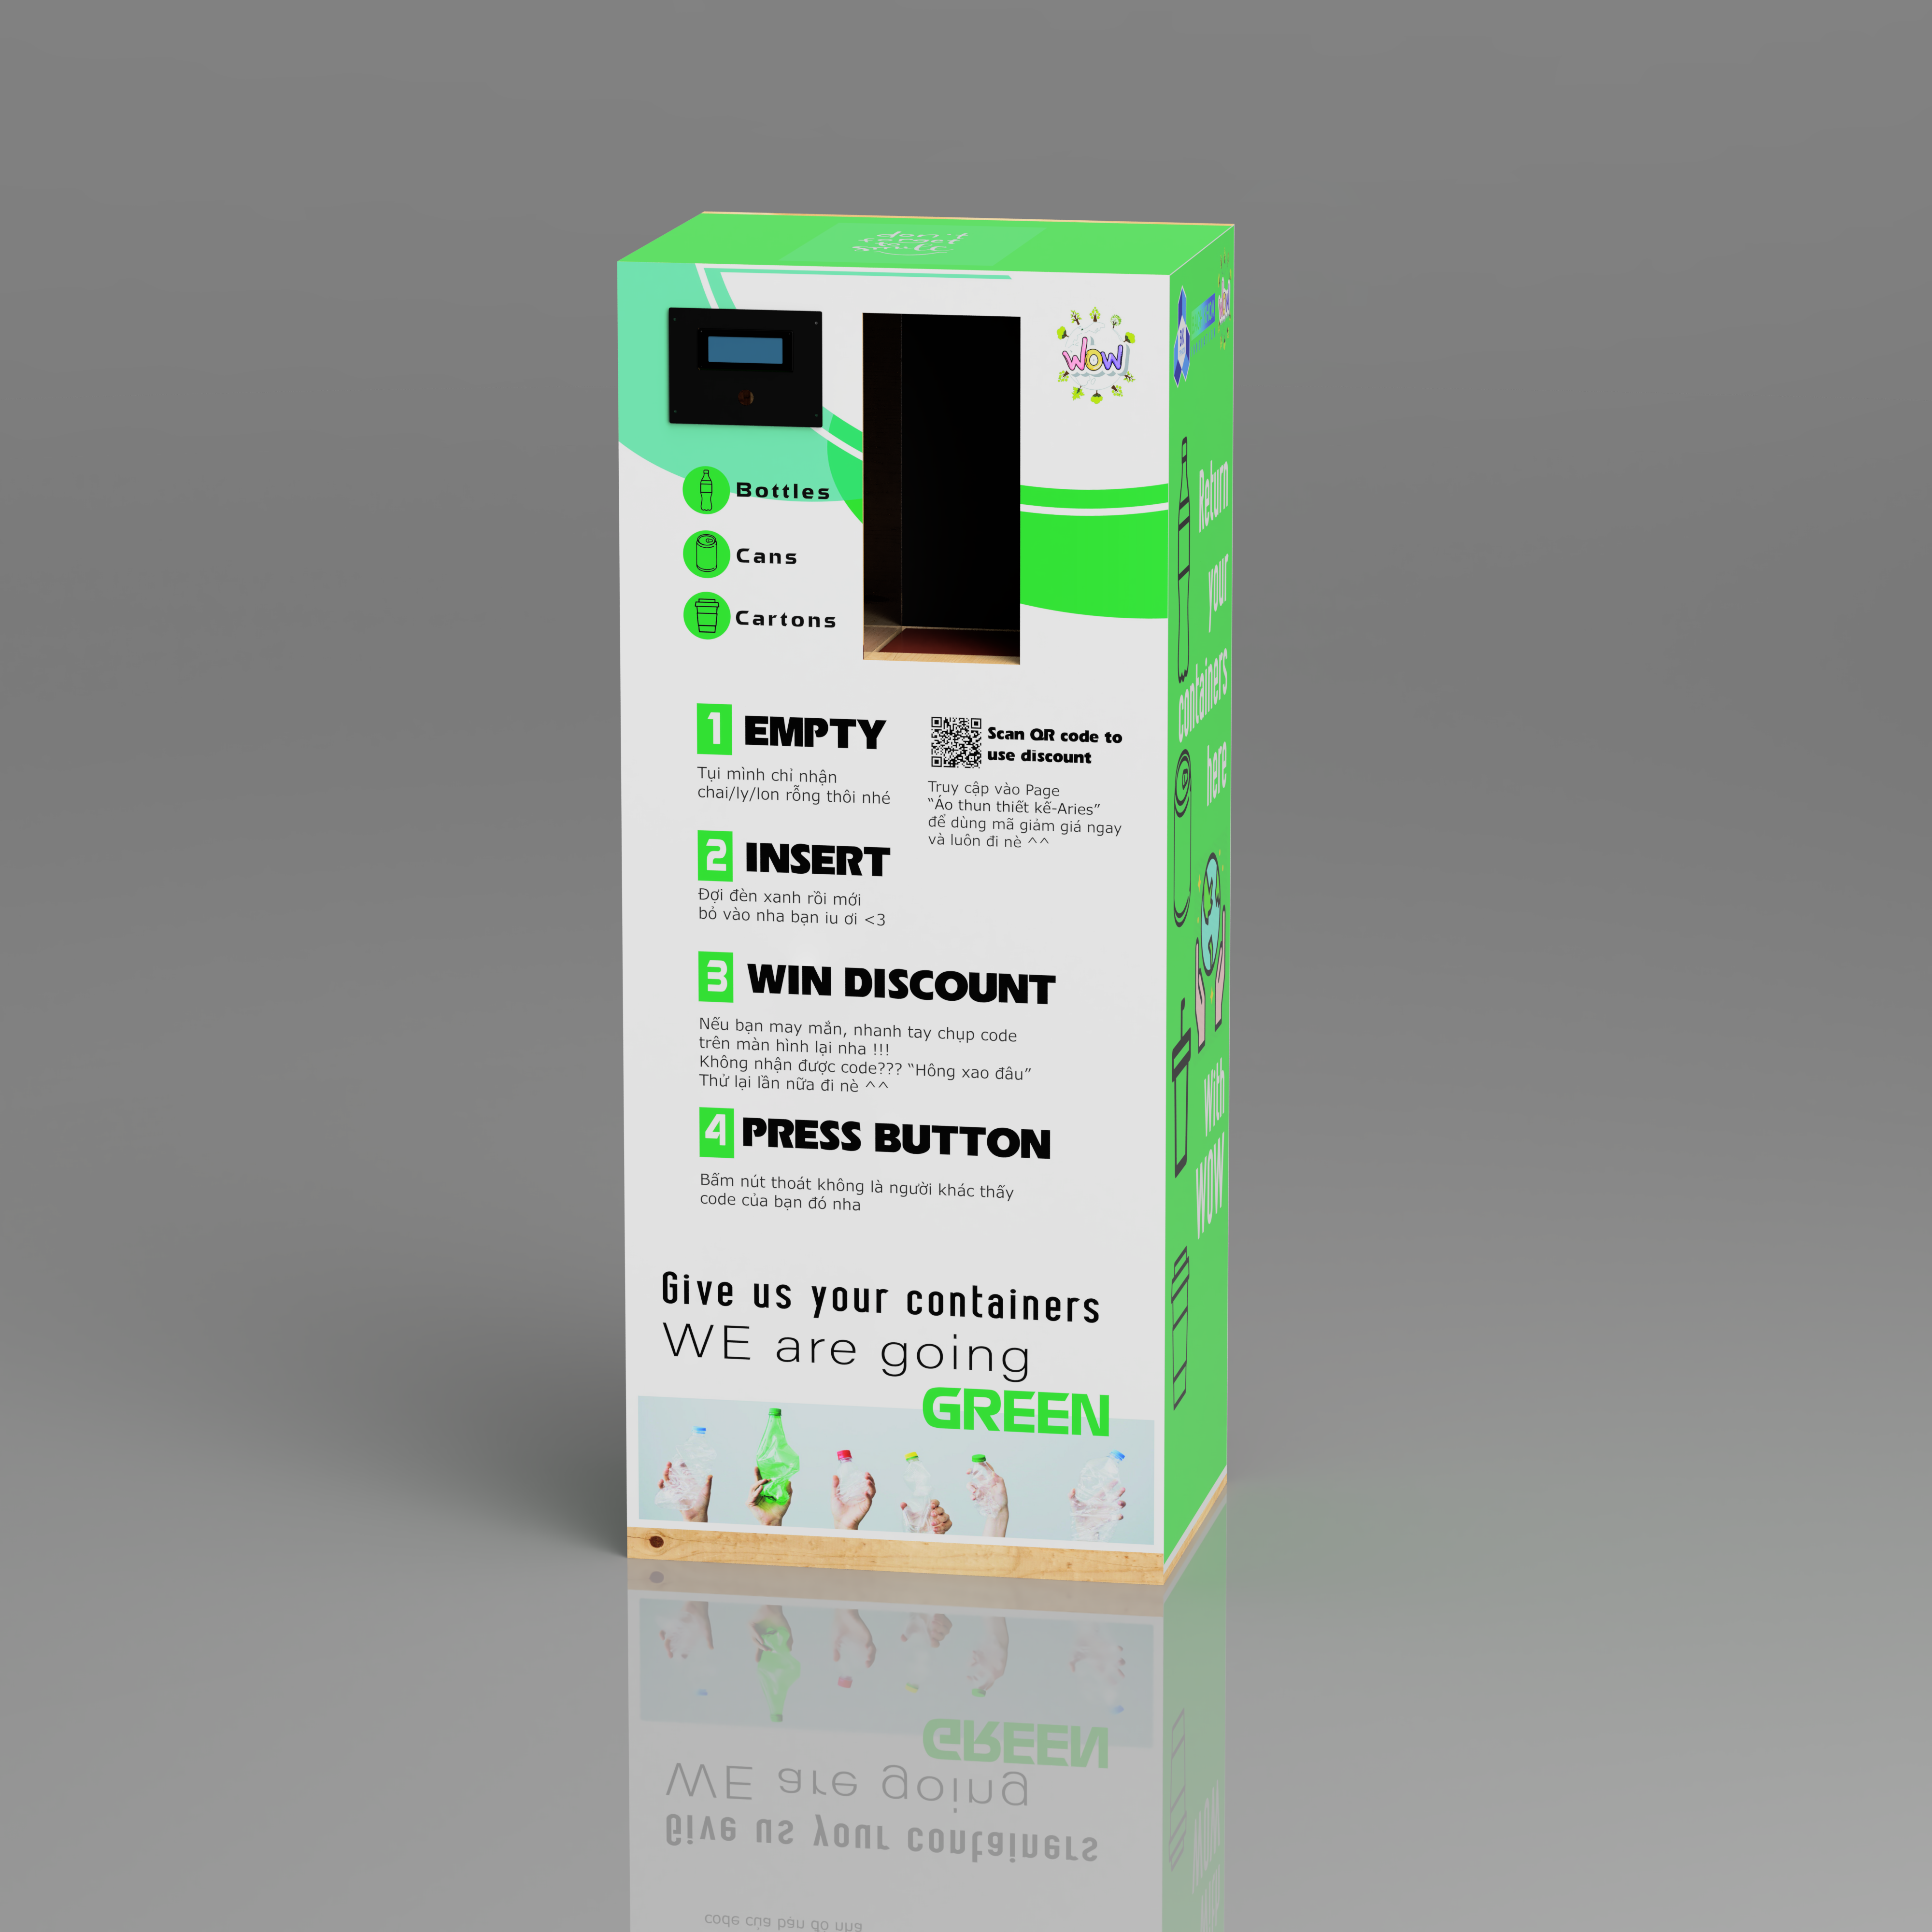 don't
forget
to
smile
WOW
Bottles
Cans
Cartons
1 EMPTY
Tụi mình chỉ nhận
chai/ly/lon rỗng thôi nhé
Scan QR code to
use discount
Truy cập vào Page
“Áo thun thiết kế-Aries”
để dùng mã giảm giá ngay
và luôn đi nè ^^
2 INSERT
Đợi đèn xanh rồi mới
bỏ vào nha bạn iu ơi <3
3 WIN DISCOUNT
Nếu bạn may mắn, nhanh tay chụp code
trên màn hình lại nha !!!
Không nhận được code??? “Hông xao đâu”
Thử lại lần nữa đi nè ^^
4 PRESS BUTTON
Bấm nút thoát không là người khác thấy
code của bạn đó nha
Give us your containers
WE are going
GREEN
Return
your
containers
here
With
WOW